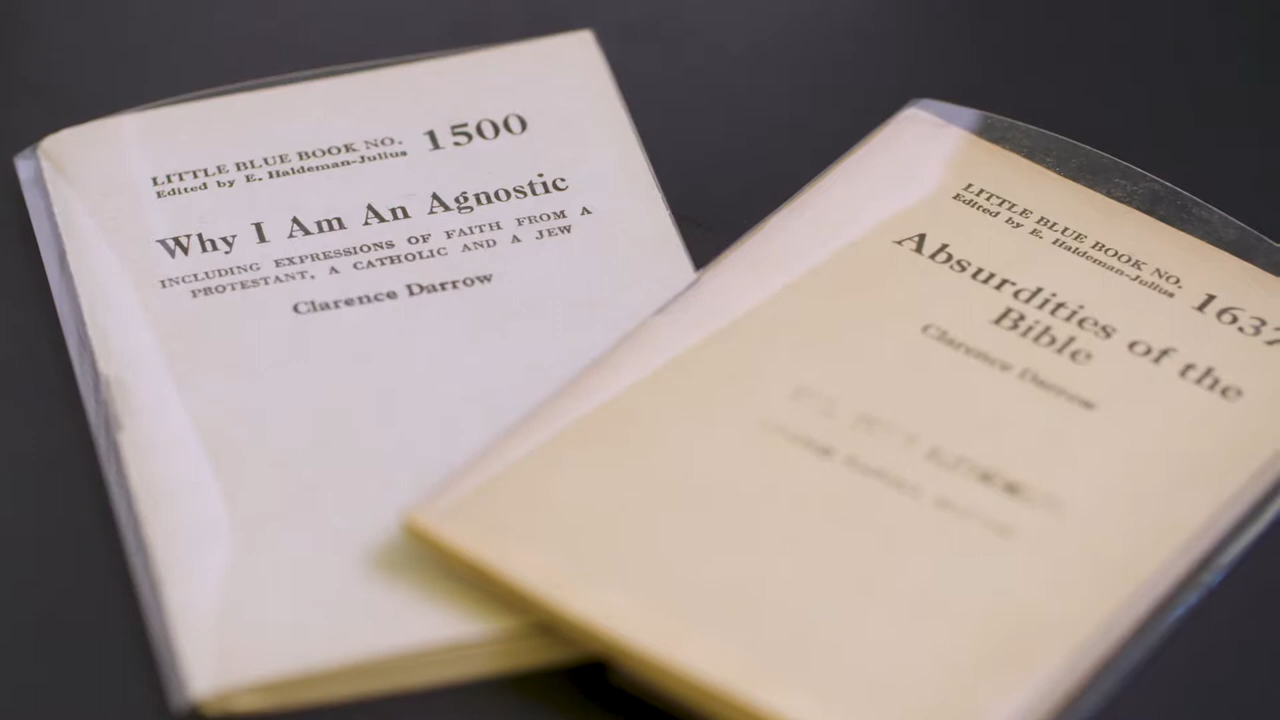 LITTLE BLUE BOOK NO. 1500
Edited by E. Haldeman-Julius
Why I Am An Agnostic
INCLUDING EXPRESSIONS OF FAITH FROM A
PROTESTANT, A CATHOLIC AND A JEW
Clarence Darrow
LITTLE BLUE BOOK NO. 1637
Edited by E. Haldeman-Julius
Absurdities of the
Bible
Clarence Darrow